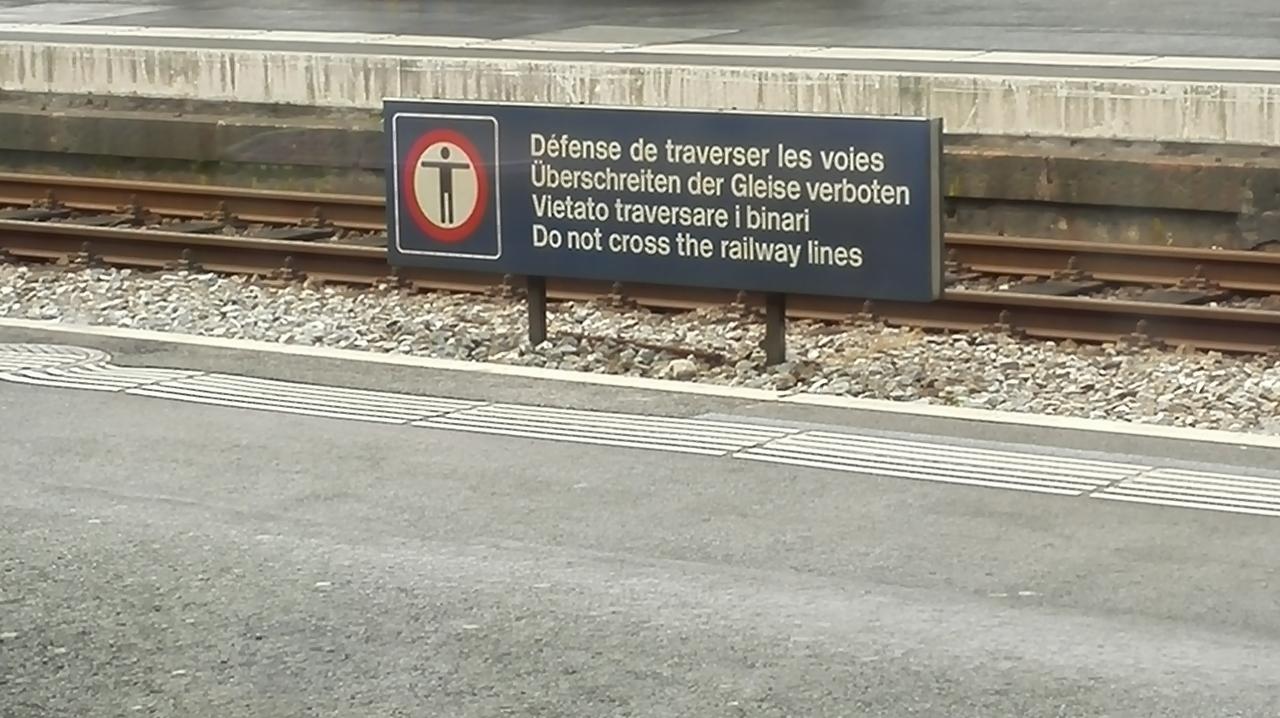 Défense de traverser les voies
Überschreiten der Gleise verboten
Vietato traversare i binari
Do not cross the railway lines